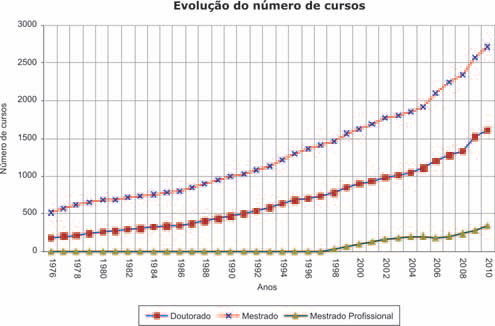 Evolução do número de cursos
3000
2500
2000
1500
1000
500
0
Número de cursos
1976 1978 1980 1982 1984 1986 1988 1990 1992 1994 1996 1998 2000 2002 2004 2006 2008 2010
Anos
Doutorado Mestrado Mestrado Profissional